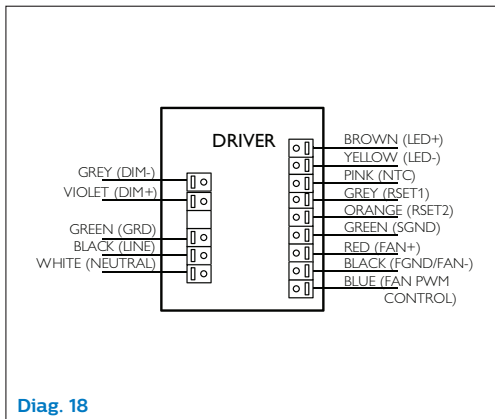 DRIVER
GREY (DIM-)
VIOLET (DIM+)
GREEN (GRD)
BLACK (LINE)
WHITE (NEUTRAL)
BROWN (LED+)
YELLOW (LED-)
PINK (NTC)
GREY (RSET1)
ORANGE (RSET2)
GREEN (SGND)
RED (FAN+)
BLACK (FGND/FAN-)
BLUE (FAN PWM
CONTROL)
Diag. 18